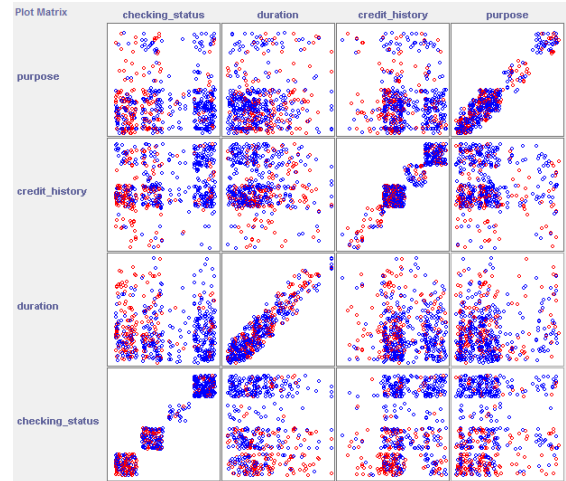 Plot Matrix
checking_status duration credit_history purpose
purpose
credit_history
duration
checking_status